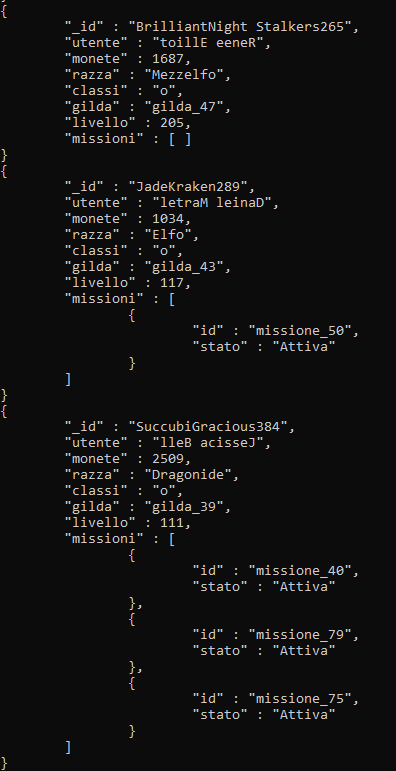 {
"_id" : "BrilliantNight Stalkers265",
"utente" : "toillE eeneR",
"monete" : 1687,
"razza" : "Mezzelfo",
"classi" : "o",
"gilda" : "gilda_47",
"livello" : 205,
"missioni" : [ ]
}
{
"_id" : "JadeKraken289",
"utente" : "letraM leinaD",
"monete" : 1034,
"razza" : "Elfo",
"classi" : "o",
"gilda" : "gilda_43",
"livello" : 117,
"missioni" : [
{
"id" : "missione_50",
"stato" : "Attiva"
}
]
}
{
"_id" : "SuccubiGracious384",
"utente" : "lleB acisseJ",
"monete" : 2509,
"razza" : "Dragonide",
"classi" : "o",
"gilda" : "gilda_39",
"livello" : 111,
"missioni" : [
{
"id" : "missione_40",
"stato" : "Attiva"
},
{
"id" : "missione_79",
"stato" : "Attiva"
},
{
"id" : "missione_75",
"stato" : "Attiva"
}
]
}